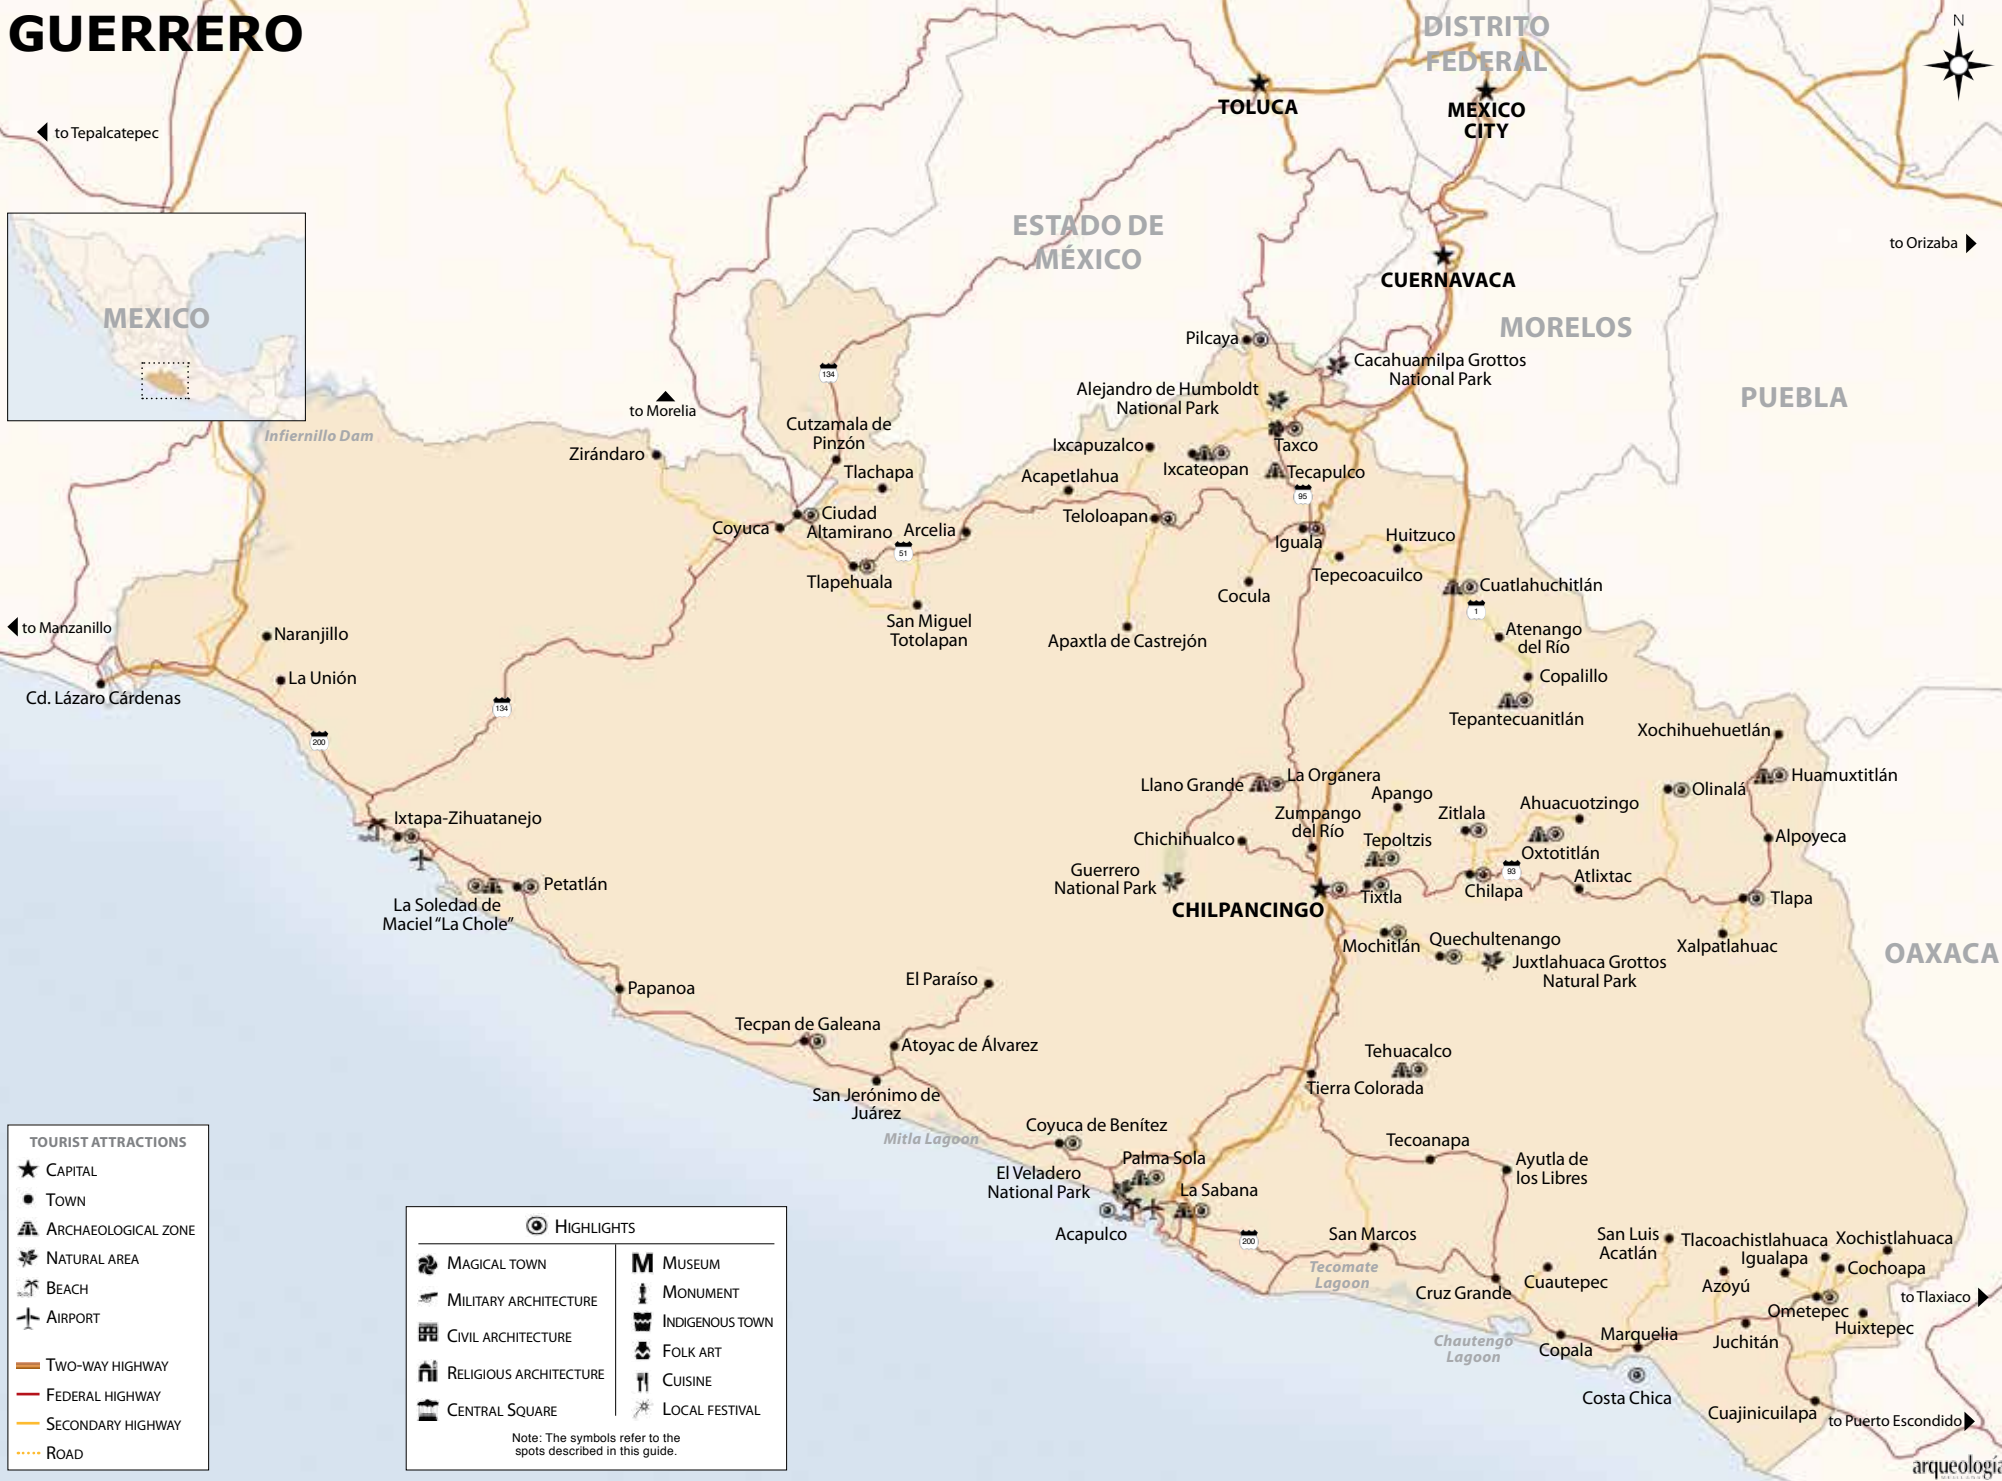 GUERRERO
DISTRITO
FEDERAL
N
TOLUCA
MEXICO
CITY
to Tepalcatepec
ESTADO DE
MÉXICO
to Orizaba
CUERNAVACA
MEXICO
MORELOS
Pilcaya
Cacahuamilpa Grottos
National Park
134
Alejandro de Humboldt
National Park
PUEBLA
to Morelia
Infiernillo Dam
Cutzamala de
Pinzón
Zirándaro
Ixcapuzalco
Taxco
Tlachapa
Acapetlahua
Ixcateopan
Tecapulco
95
Coyuca
Ciudad
Altamirano
Arcelia
Teloloapan
51
Iguala
Huitzuco
Tlapehuala
Tepecoacuilco
Cuatlahuchitlán
Cocula
1
San Miguel
Totolapan
Apaxtla de Castrejón
Atenango
del Río
to Manzanillo
Naranjillo
Copalillo
La Unión
Cd. Lázaro Cárdenas
134
Tepantecuanitlán
200
Xochihuehuetlán
Llano Grande
La Organera
Huamuxtitlán
Apango
Olinalá
Ixtapa-Zihuatanejo
Zumpango
del Río
Zitlala
Ahuacuotzingo
Chichihualco
Tepoltzis
Alpoyeca
Oxtotitlán
Guerrero
National Park
93
Atlixtac
Petatlán
Tixtla
Chilapa
Tlapa
La Soledad de
Maciel “La Chole”
CHILPANCINGO
Mochitlán
Quechultenango
Xalpatlahuac
OAXACA
Juxtlahuaca Grottos
Natural Park
Papanoa
El Paraíso
Tecpan de Galeana
Atoyac de Álvarez
Tehuacalco
San Jerónimo de
Juárez
Tierra Colorada
Mitla Lagoon
Coyuca de Benítez
Tecoanapa
Palma Sola
Ayutla de
los Libres
El Veladero
National Park
La Sabana
Acapulco
200
San Marcos
San Luis
Acatlán
Tlacoachistlahuaca
Xochistlahuaca
Igualapa
Cochoapa
Tecomate
Lagoon
Cuautepec
Azoyú
Cruz Grande
to Tlaxiaco
Ometepec
Huixtepec
Chautengo
Lagoon
Copala
Marquelia
Juchitán
Costa Chica
Cuajinicuilapa
to Puerto Escondido
TOURIST ATTRACTIONS
CAPITAL
TOWN
ARCHAEOLOGICAL ZONE
NATURAL AREA
BEACH
AIRPORT
TWO-WAY HIGHWAY
FEDERAL HIGHWAY
SECONDARY HIGHWAY
ROAD
HIGHLIGHTS
MAGICAL TOWN
MILITARY ARCHITECTURE
CIVIL ARCHITECTURE
RELIGIOUS ARCHITECTURE
CENTRAL SQUARE
M MUSEUM
MONUMENT
INDIGENOUS TOWN
FOLK ART
CUISINE
LOCAL FESTIVAL
Note: The symbols refer to the
spots described in this guide.
arqueología